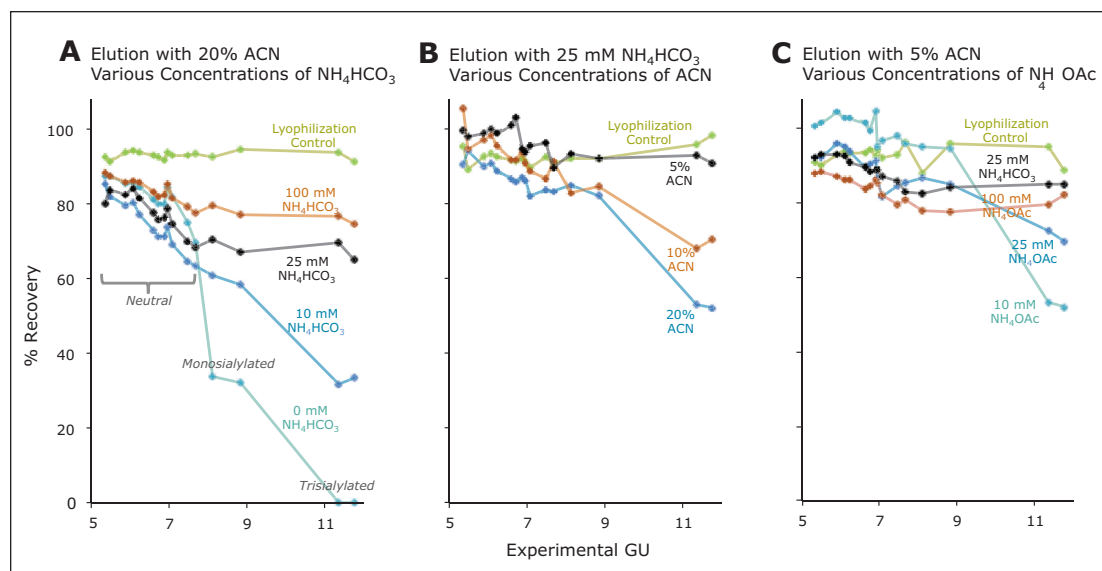 A Elution with 20% ACN
Various Concentrations of NH₄HCO₃
B Elution with 25 mM NH₄HCO₃
Various Concentrations of ACN
C Elution with 5% ACN
Various Concentrations of NH₄ OAc
% Recovery
100
80
60
40
20
0
Lyophilization
Control
100 mM
NH₄HCO₃
25 mM
NH₄HCO₃
Neutral
10 mM
NH₄HCO₃
Monosialylated
0 mM
NH₄HCO₃
Trisialylated
5
7
9
11
Lyophilization
Control
5%
ACN
10%
ACN
20%
ACN
5
7
9
11
Lyophilization
Control
25 mM
NH₄HCO₃
100 mM
NH₄OAc
25 mM
NH₄OAc
10 mM
NH₄OAc
5
7
9
11
Experimental GU